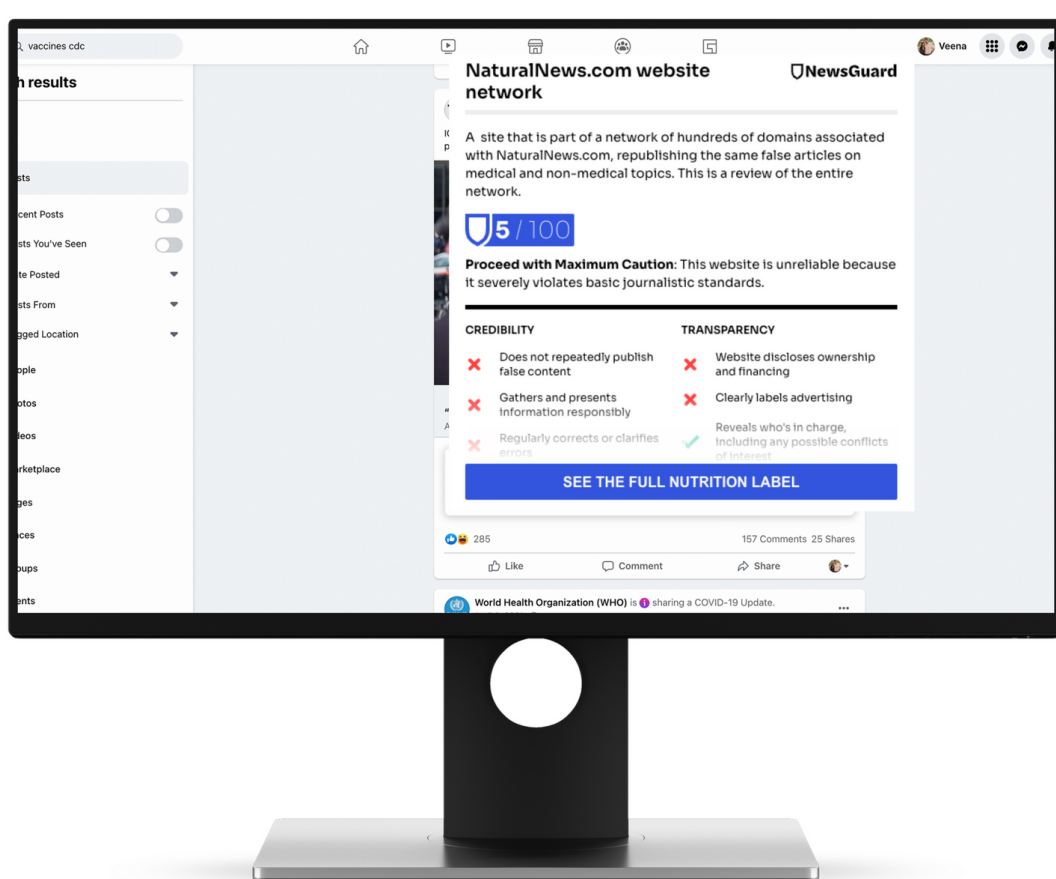 vaccines cdc
Veena
h results
sts
cent Posts
sts You've Seen
te Posted
sts From
gged Location
ople
otos
deos
rketplace
ges
aces
oups
ents
NaturalNews.com website
network
NewsGuard
A site that is part of a network of hundreds of domains associated
with NaturalNews.com, republishing the same false articles on
medical and non-medical topics. This is a review of the entire
network.
5 / 100
Proceed with Maximum Caution: This website is unreliable because
it severely violates basic journalistic standards.
CREDIBILITY
Does not repeatedly publish
false content
Gathers and presents
information responsibly
Regularly corrects or clarifies
errors
TRANSPARENCY
Website discloses ownership
and financing
Clearly labels advertising
Reveals who's in charge,
including any possible conflicts
of interest
SEE THE FULL NUTRITION LABEL
285
157 Comments 25 Shares
Like
Comment
Share
World Health Organization (WHO) is sharing a COVID-19 Update.